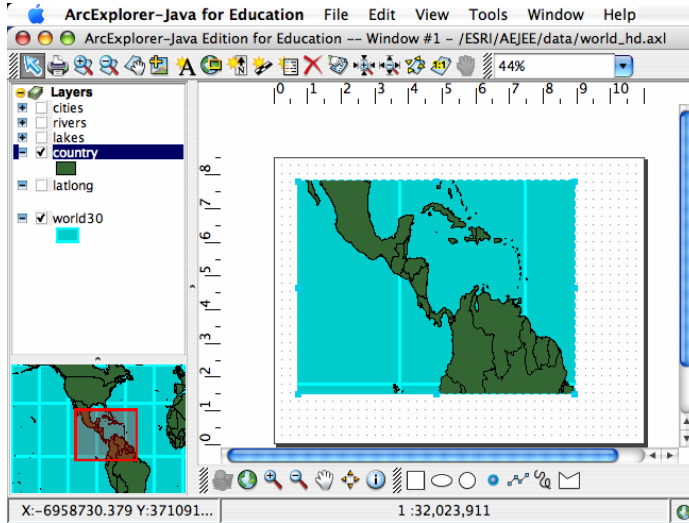 ArcExplorer-Java for Education File Edit View Tools Window Help
ArcExplorer-Java Edition for Education -- Window #1 - /ESRI/AEJEE/data/world_hd.axl
44%
Layers
cities
rivers
lakes
country
latlong
world30
0 1 2 3 4 5 6 7 8 9 10
8
7
6
5
4
3
2
1
0
X:-6958730.379 Y:371091...
1 :32,023,911